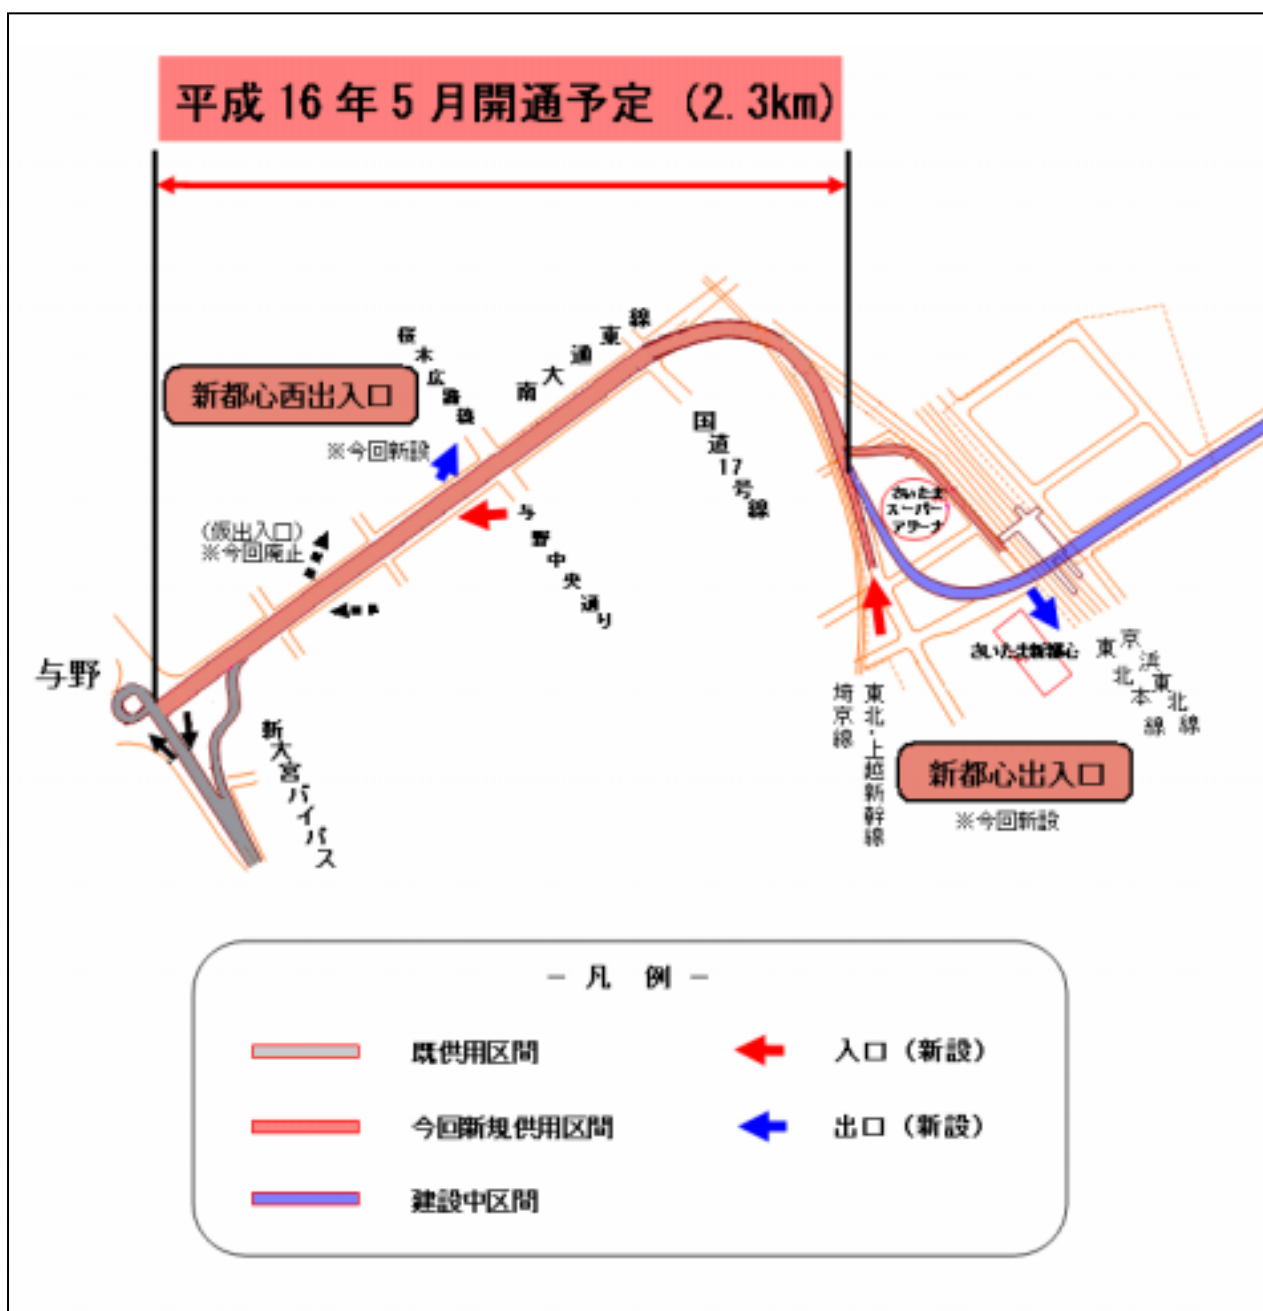 平成16年5月開通予定 (2.3km)
新都心西出入口
※今回新設
桜木広路線
南大通東線
国道17号線
(仮出入口)
※今回廃止
与野中央通り
さいたま
スーパー
アリーナ
与野
新大宮バイパス
さいたま新都心
京浜東北線
東北本線
埼京線
東北・上越新幹線
新都心出入口
※今回新設
－ 凡 例 －
既供用区間
入口 (新設)
今回新規供用区間
出口 (新設)
建設中区間